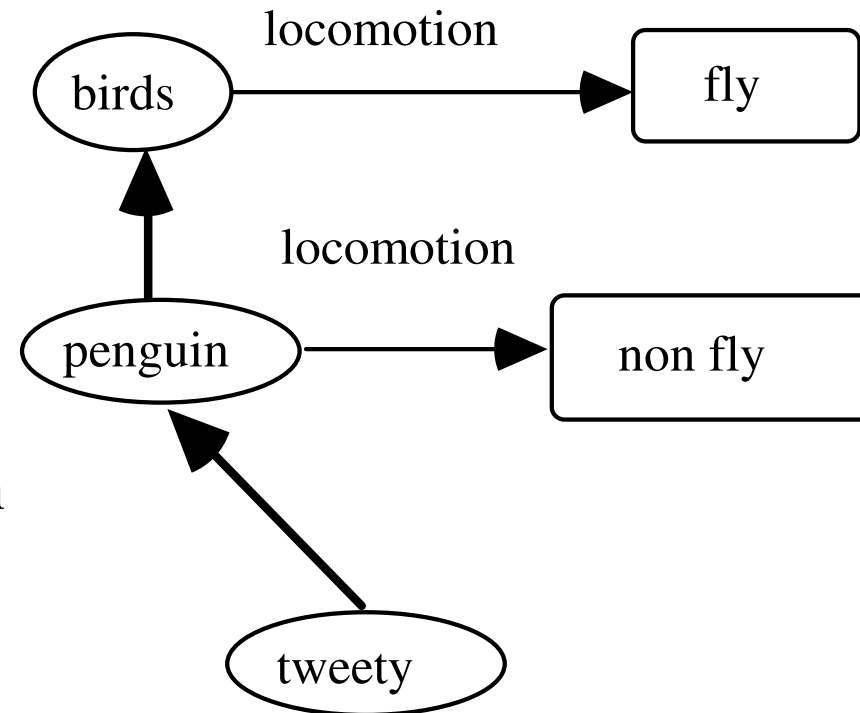 locomotion
birds
fly
locomotion
penguin
non fly
tweety